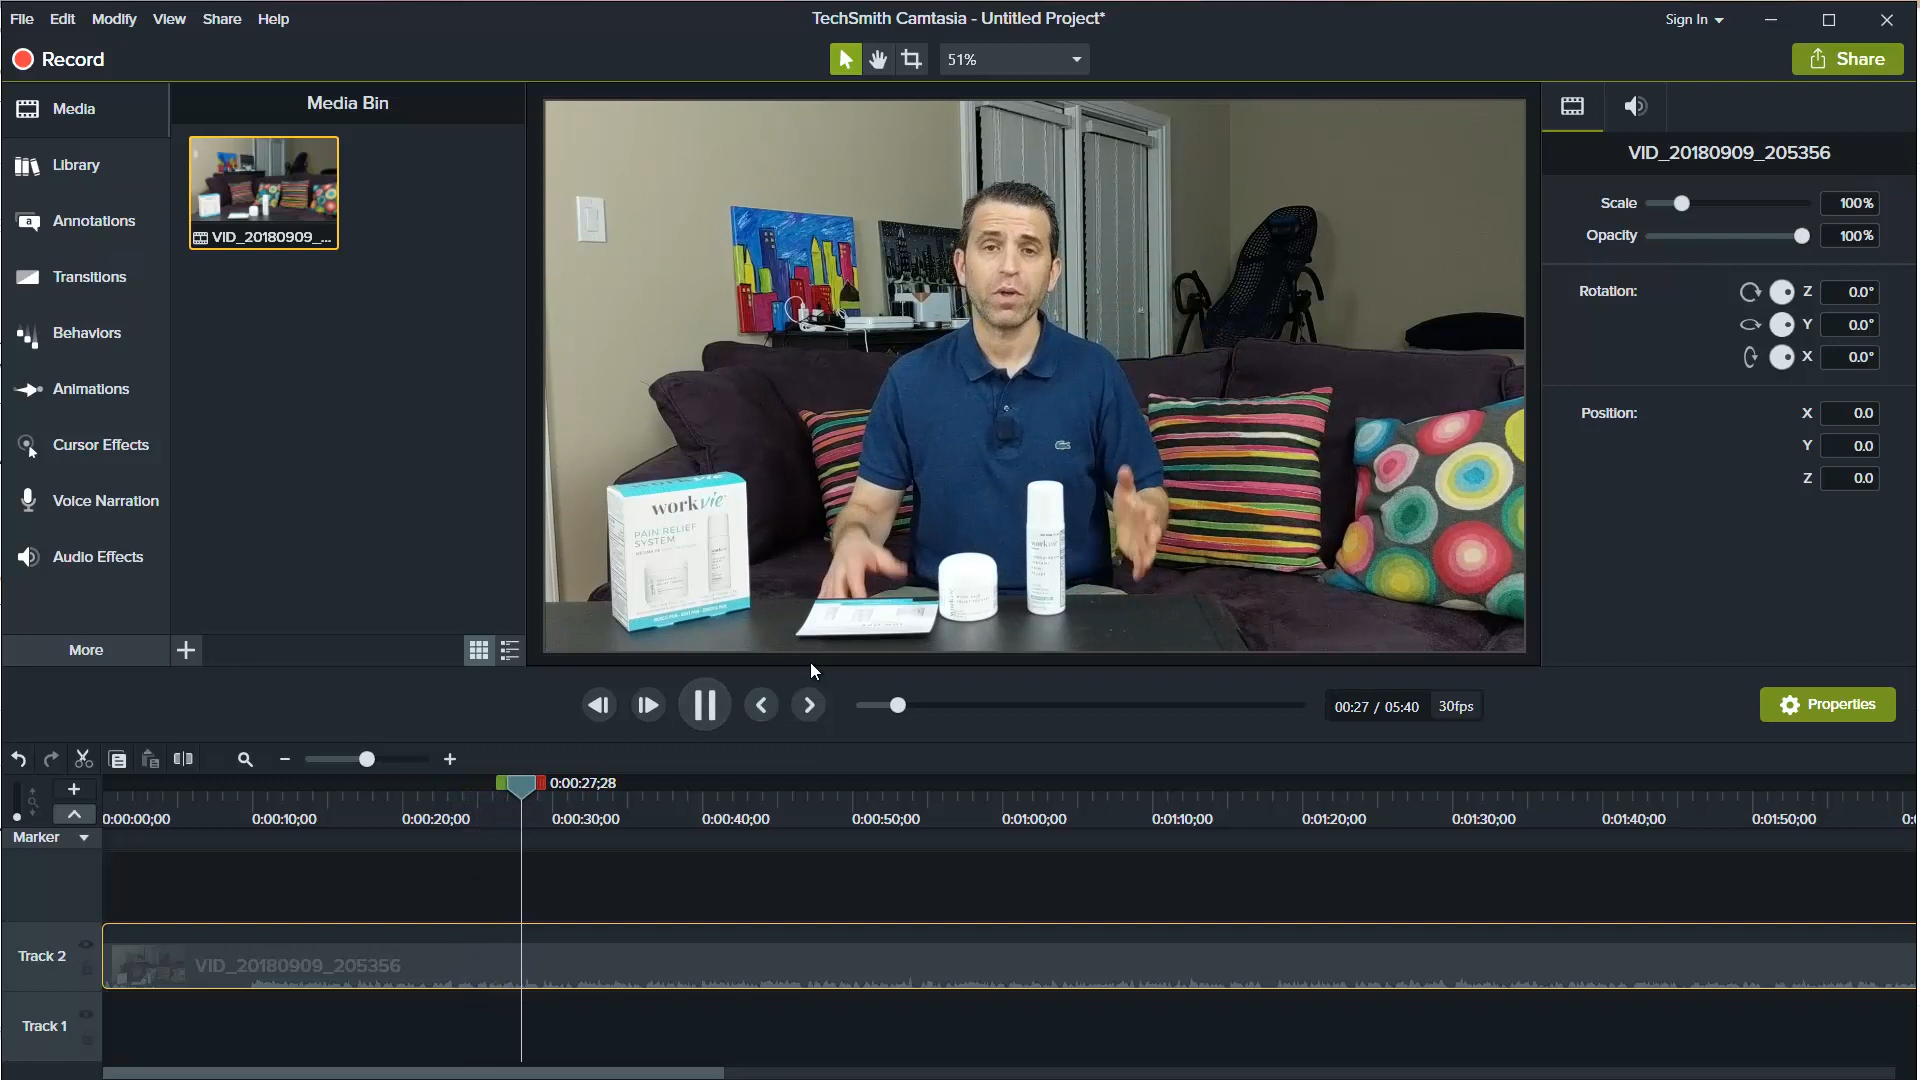 File Edit Modify View Share Help
TechSmith Camtasia - Untitled Project*
Sign In
Record
51%
Share
Media
Library
Annotations
Transitions
Behaviors
Animations
Cursor Effects
Voice Narration
Audio Effects
More
Media Bin
VID_20180909_...
workvie
PAIN RELIEF
SYSTEM
VID_20180909_205356
Scale 100%
Opacity 100%
Rotation: Z 0.0°
Y 0.0°
X 0.0°
Position: X 0.0
Y 0.0
Z 0.0
00:27 / 05:40 30fps
Properties
0:00:27;28
0:00:00;00 0:00:10;00 0:00:20;00 0:00:30;00 0:00:40;00 0:00:50;00 0:01:00;00 0:01:10;00 0:01:20;00 0:01:30;00 0:01:40;00 0:01:50;00
Marker
Track 2
VID_20180909_205356
Track 1